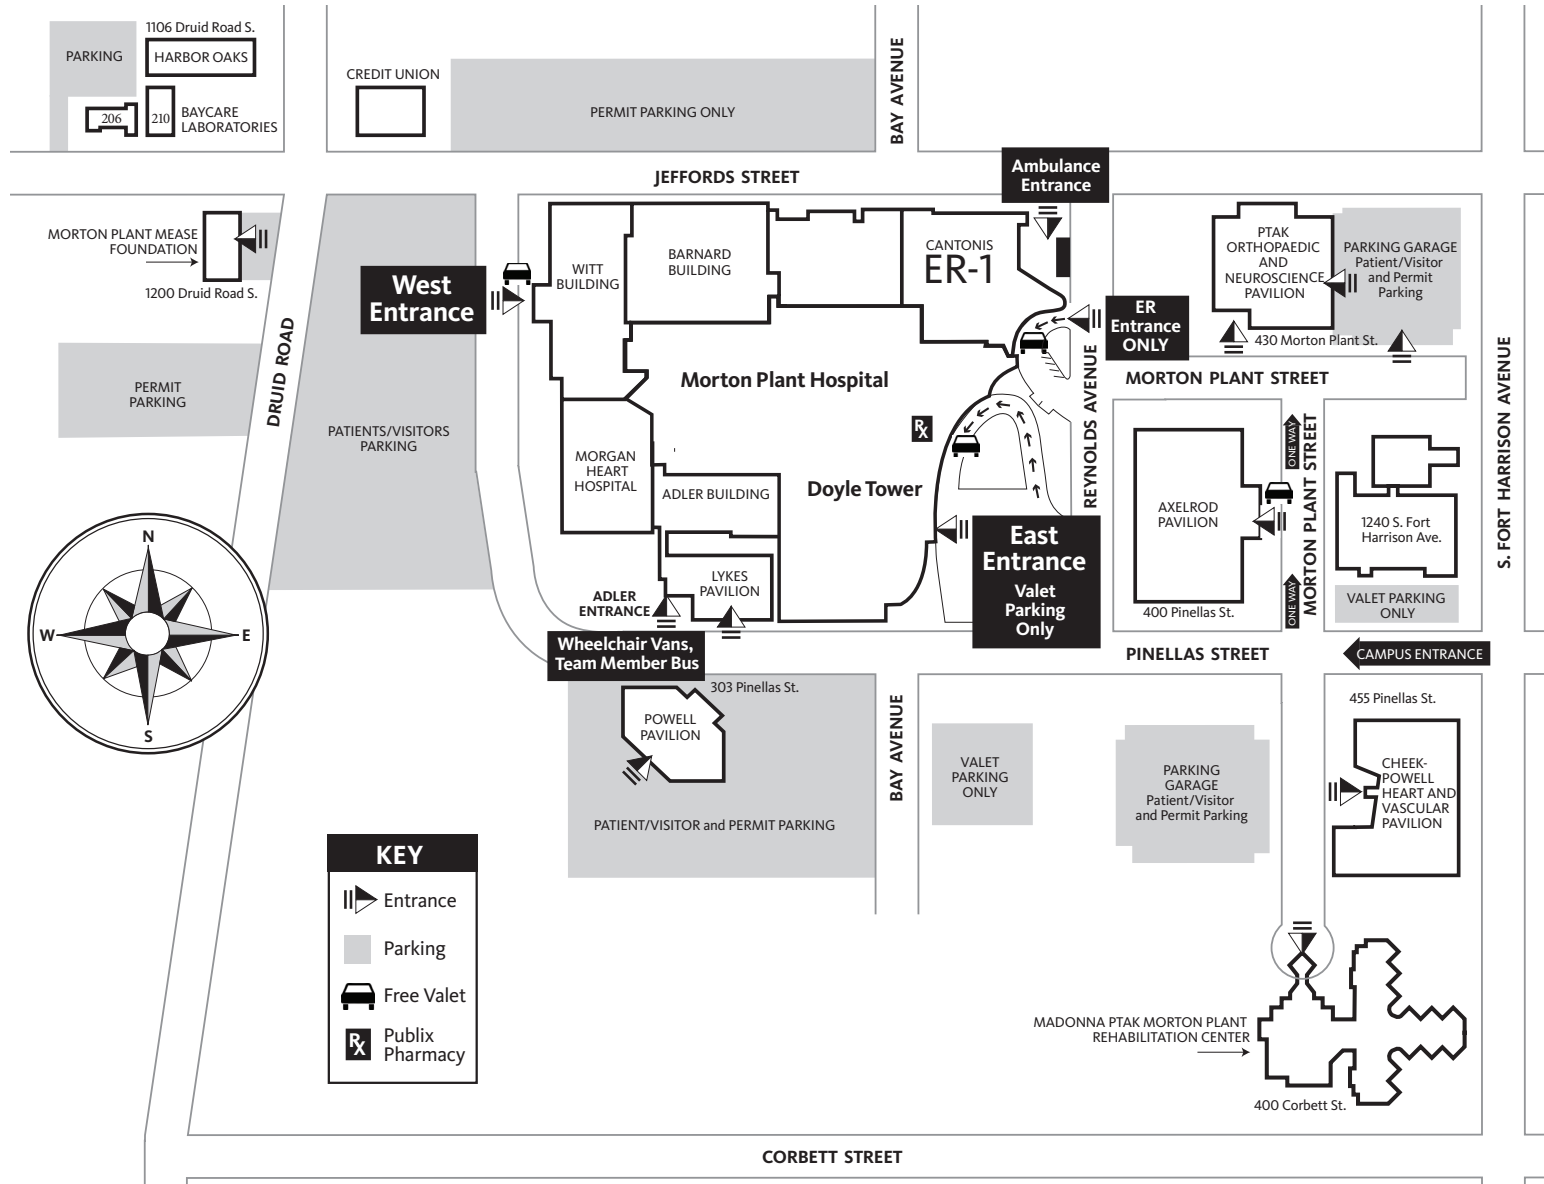 1106 Druid Road S.
PARKING
HARBOR OAKS
206
210
BAYCARE
LABORATORIES
CREDIT UNION
PERMIT PARKING ONLY
BAY AVENUE
JEFFORDS STREET
Ambulance
Entrance
MORTON PLANT MEASE
FOUNDATION
1200 Druid Road S.
West
Entrance
WITT
BUILDING
BARNARD
BUILDING
CANTONIS
ER-1
PTAK
ORTHOPAEDIC
AND
NEUROSCIENCE
PAVILION
PARKING GARAGE
Patient/Visitor
and Permit
Parking
ER
Entrance
ONLY
430 Morton Plant St.
DRUID ROAD
PERMIT
PARKING
PATIENTS/VISITORS
PARKING
Morton Plant Hospital
REYNOLDS AVENUE
MORTON PLANT STREET
S. FORT HARRISON AVENUE
RX
MORGAN
HEART
HOSPITAL
ADLER BUILDING
Doyle Tower
ONE WAY
MORTON PLANT STREET
AXELROD
PAVILION
1240 S. Fort
Harrison Ave.
East
Entrance
Valet
Parking
Only
LYKES
PAVILION
ADLER
ENTRANCE
400 Pinellas St.
ONE WAY
VALET PARKING
ONLY
N
W
E
S
Wheelchair Vans,
Team Member Bus
PINELLAS STREET
CAMPUS ENTRANCE
303 Pinellas St.
455 Pinellas St.
POWELL
PAVILION
BAY AVENUE
VALET
PARKING
ONLY
PARKING
GARAGE
Patient/Visitor
and Permit Parking
CHEEK-
POWELL
HEART AND
VASCULAR
PAVILION
PATIENT/VISITOR and PERMIT PARKING
KEY
Entrance
Parking
Free Valet
RX
Publix
Pharmacy
MADONNA PTAK MORTON PLANT
REHABILITATION CENTER
400 Corbett St.
CORBETT STREET